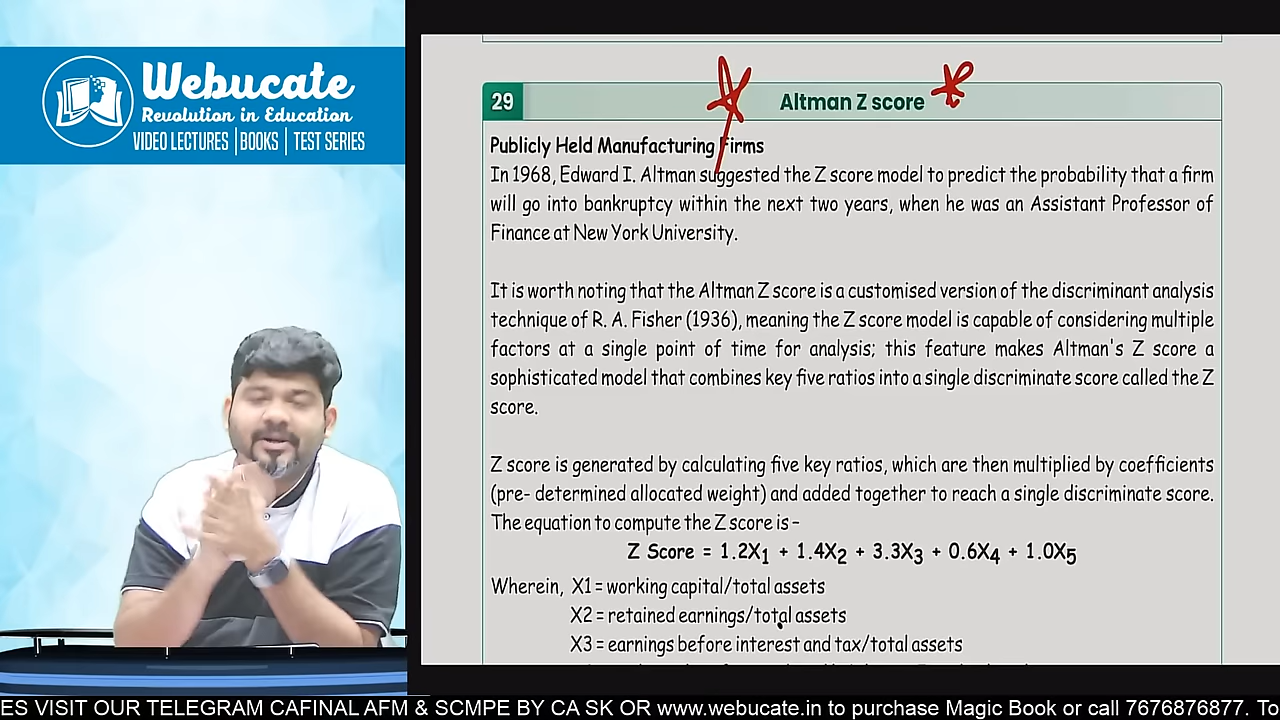 Webucate
Revolution in Education
VIDEO LECTURES | BOOKS | TEST SERIES
29
Altman Z score
Publicly Held Manufacturing Firms
In 1968, Edward I. Altman suggested the Z score model to predict the probability that a firm
will go into bankruptcy within the next two years, when he was an Assistant Professor of
Finance at New York University.
It is worth noting that the Altman Z score is a customised version of the discriminant analysis
technique of R. A. Fisher (1936), meaning the Z score model is capable of considering multiple
factors at a single point of time for analysis; this feature makes Altman's Z score a
sophisticated model that combines key five ratios into a single discriminate score called the Z
score.
Z score is generated by calculating five key ratios, which are then multiplied by coefficients
(pre- determined allocated weight) and added together to reach a single discriminate score.
The equation to compute the Z score is –
Z Score = 1.2X1 + 1.4X2 + 3.3X3 + 0.6X4 + 1.0X5
Wherein, X1 = working capital/total assets
X2 = retained earnings/total assets
X3 = earnings before interest and tax/total assets
ES VISIT OUR TELEGRAM CAFINAL AFM & SCMPE BY CA SK OR www.webucate.in to purchase Magic Book or call 7676876877. To